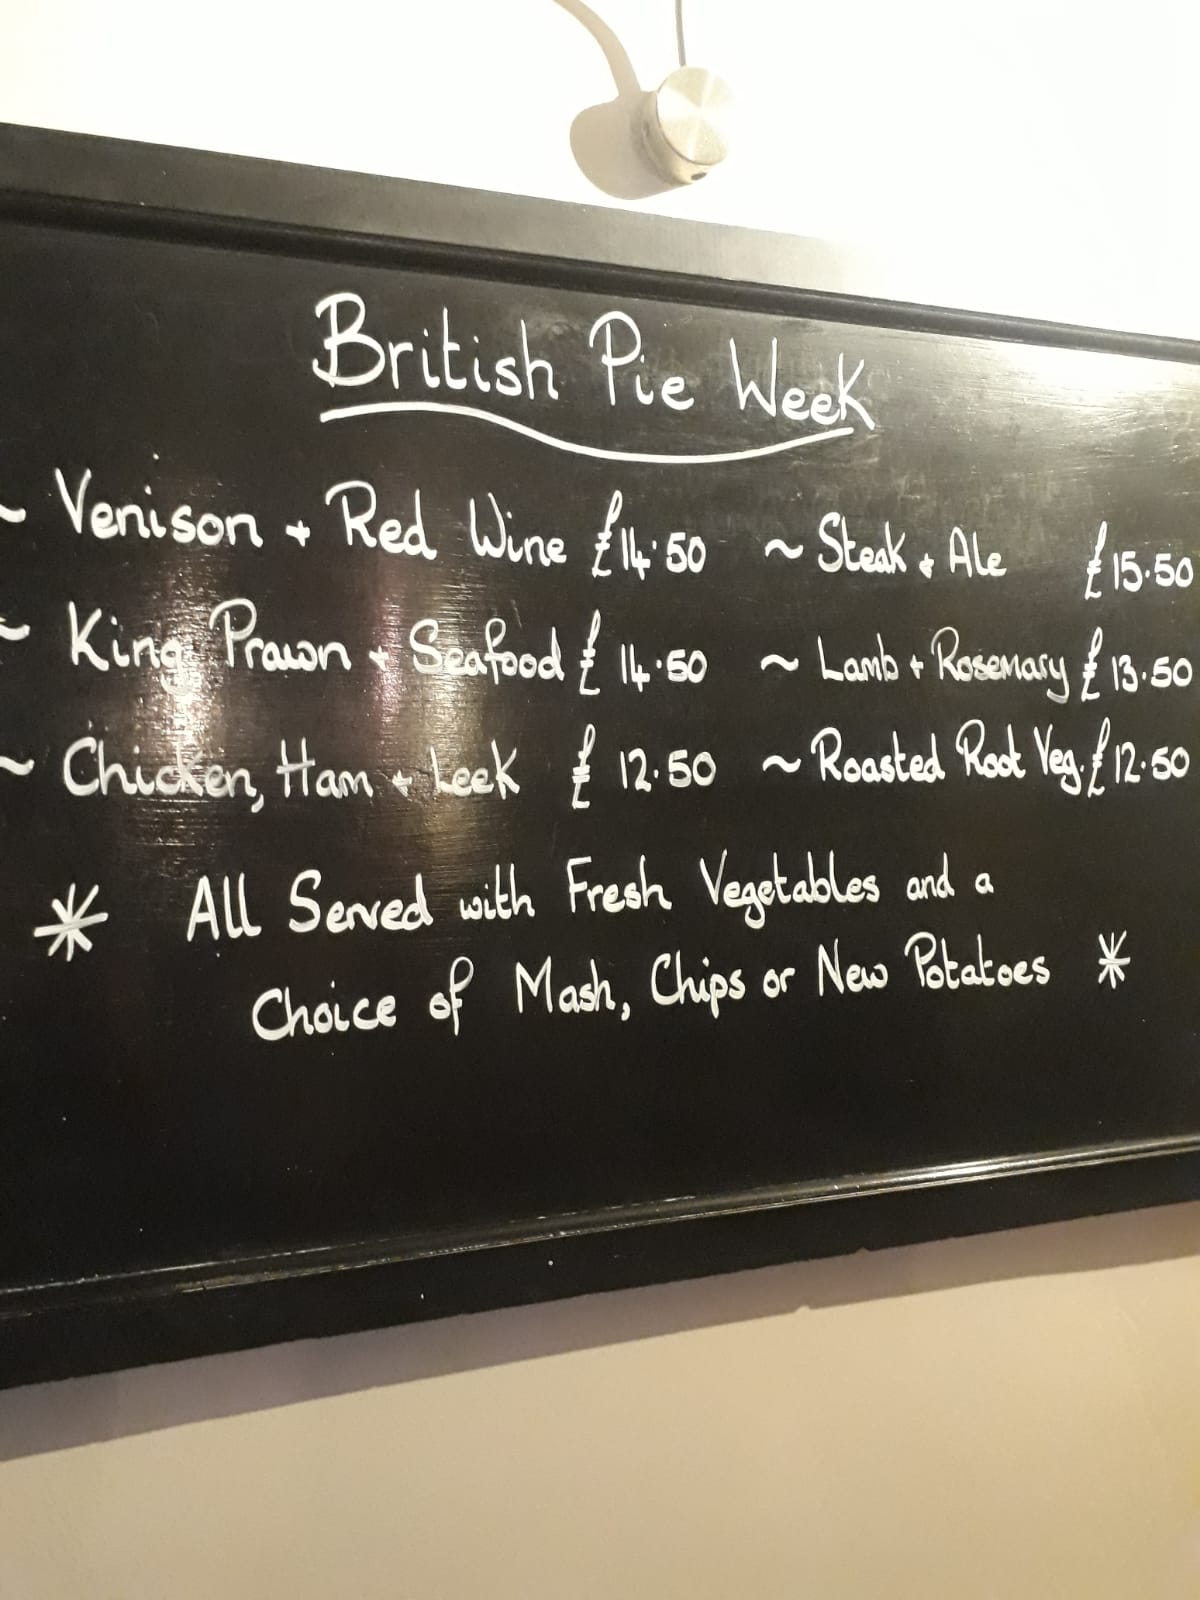 British Pie Week
~ Venison + Red Wine £14.50 ~ Steak + Ale £15.50
~ King Prawn + Seafood £14.50 ~ Lamb + Rosemary £13.50
~ Chicken, Ham + Leek £12.50 ~ Roasted Root Veg. £12.50
* All Served with Fresh Vegetables and a
Choice of Mash, Chips or New Potatoes *